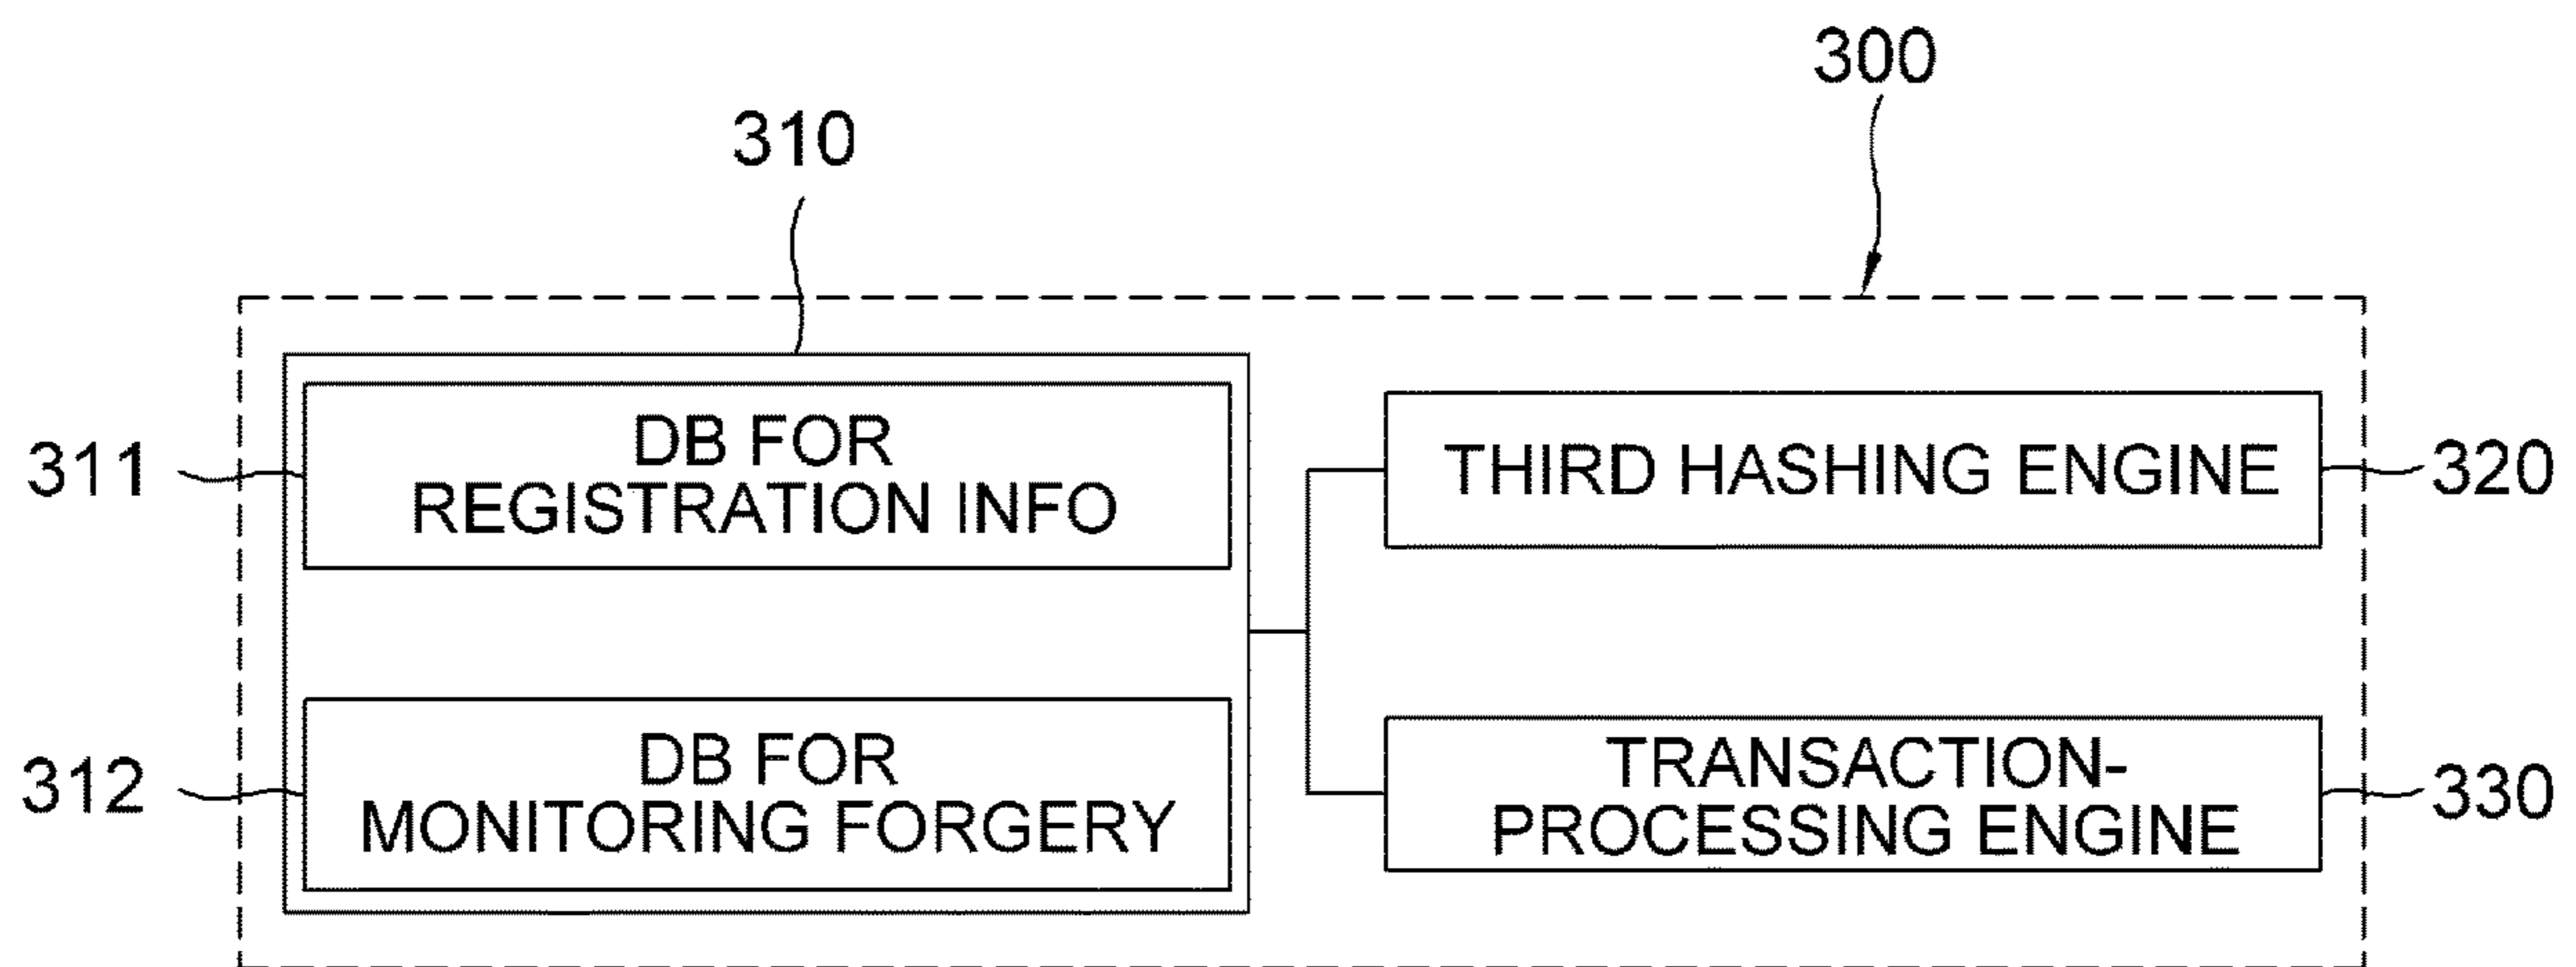 300
310
311
DB FOR
REGISTRATION INFO
THIRD HASHING ENGINE
320
312
DB FOR
MONITORING FORGERY
TRANSACTION-
PROCESSING ENGINE
330